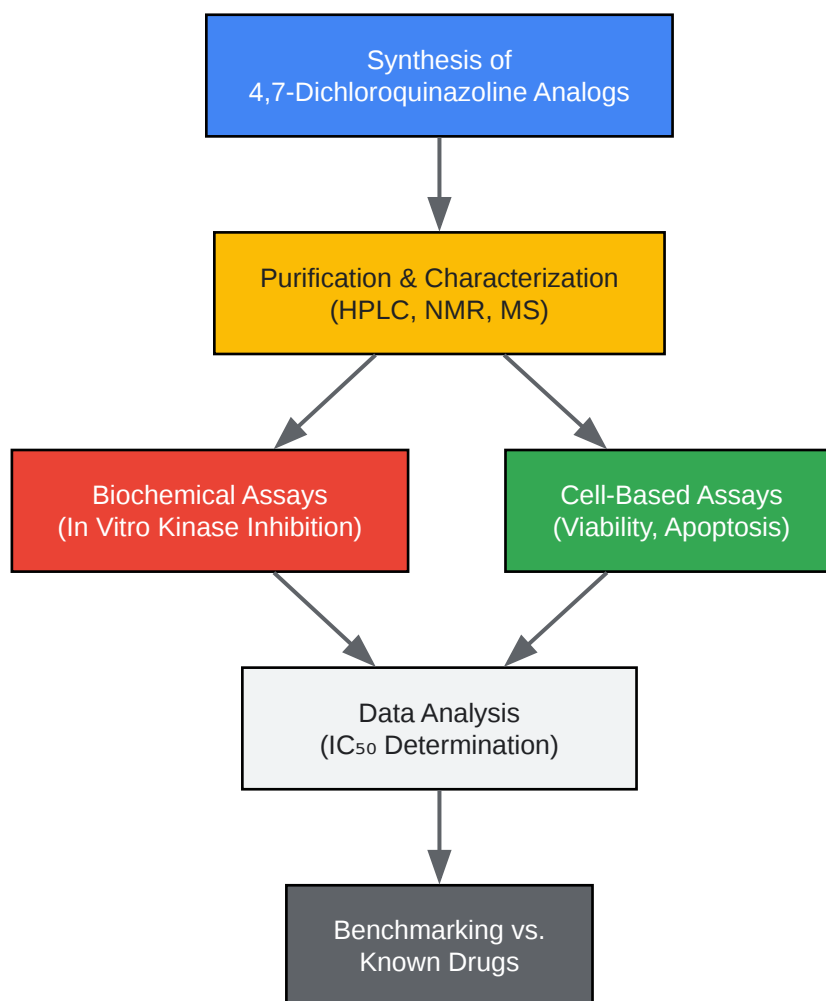 Synthesis of
4,7-Dichloroquinazoline Analogs
Purification & Characterization
(HPLC, NMR, MS)
Biochemical Assays
(In Vitro Kinase Inhibition)
Cell-Based Assays
(Viability, Apoptosis)
Data Analysis
(IC₅₀ Determination)
Benchmarking vs.
Known Drugs